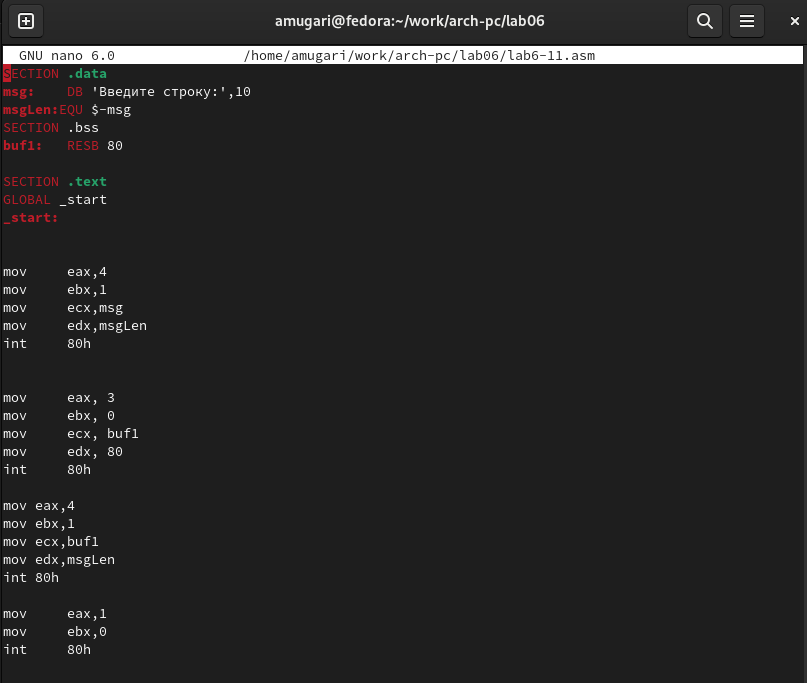 amugari@fedora:~/work/arch-pc/lab06
GNU nano 6.0 /home/amugari/work/arch-pc/lab06/lab6-11.asm
SECTION .data
msg: DB 'Введите строку:',10
msgLen:EQU $-msg
SECTION .bss
buf1: RESB 80
SECTION .text
GLOBAL _start
_start:
mov eax,4
mov ebx,1
mov ecx,msg
mov edx,msgLen
int 80h
mov eax, 3
mov ebx, 0
mov ecx, buf1
mov edx, 80
int 80h
mov eax,4
mov ebx,1
mov ecx,buf1
mov edx,msgLen
int 80h
mov eax,1
mov ebx,0
int 80h